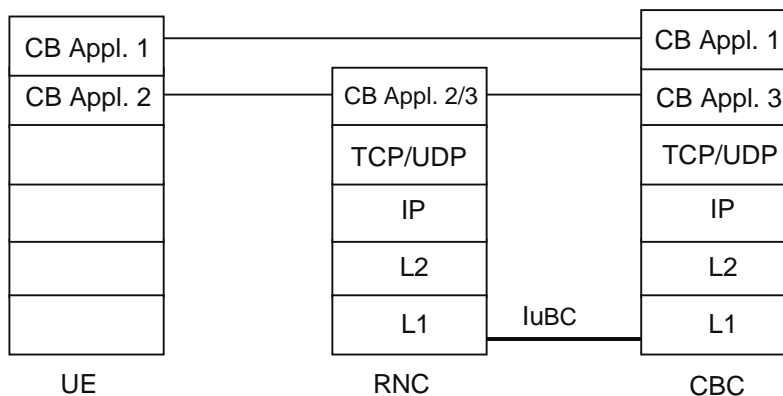 CB Appl. 1
CB Appl. 1
CB Appl. 2
CB Appl. 2/3
CB Appl. 3
TCP/UDP
TCP/UDP
IP
IP
L2
L2
L1
IuBC
L1
UE
RNC
CBC